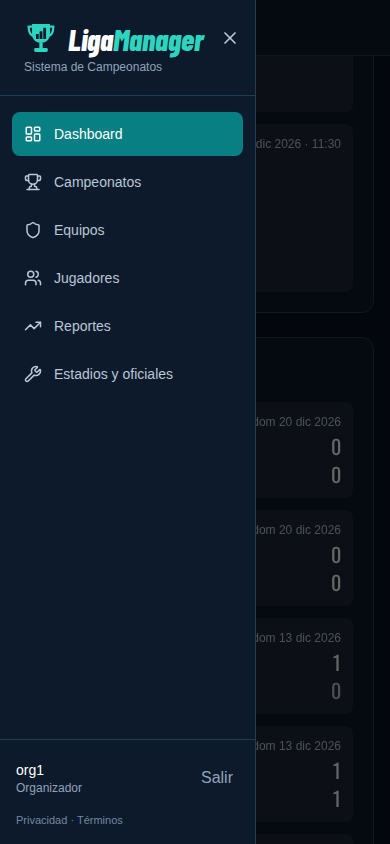 LigaManager
Sistema de Campeonatos
Dashboard
Campeonatos
Equipos
Jugadores
Reportes
Estadios y oficiales
org1
Organizador
Salir
Privacidad · Términos
dic 2026 · 11:30
dom 20 dic 2026
0
0
dom 20 dic 2026
0
0
dom 13 dic 2026
1
0
dom 13 dic 2026
1
1